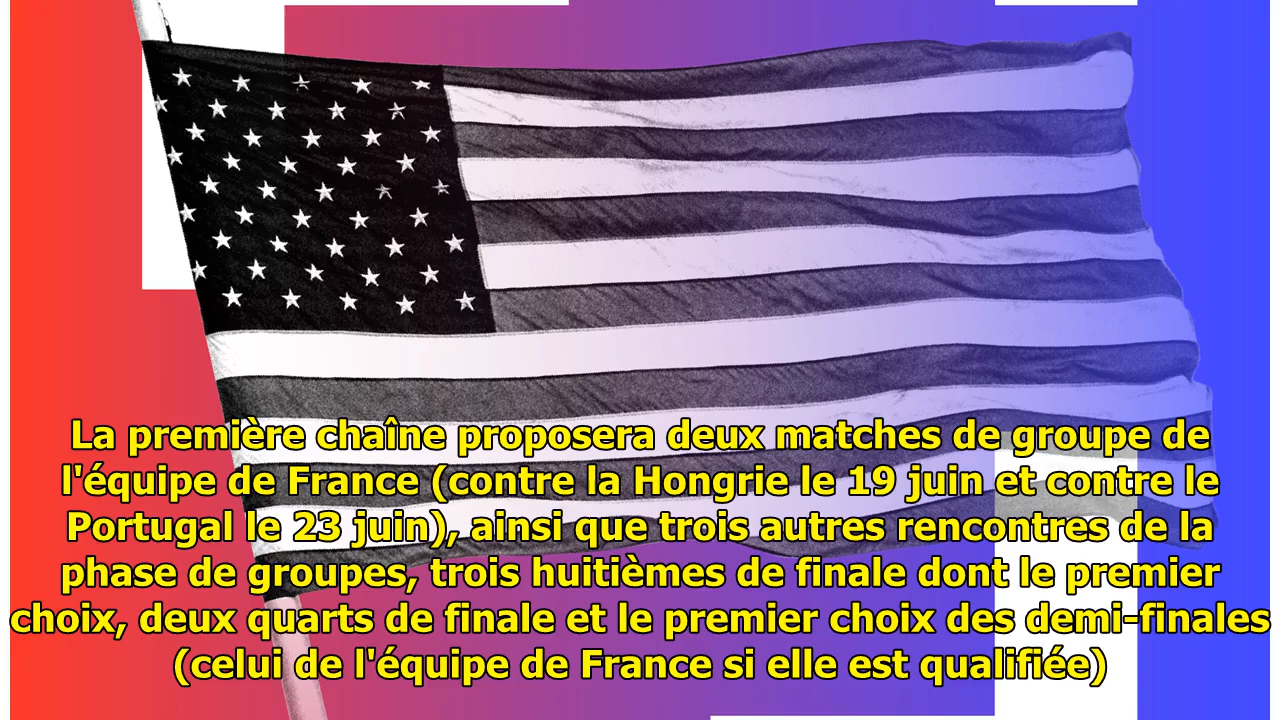 La première chaîne proposera deux matches de groupe de
l'équipe de France (contre la Hongrie le 19 juin et contre le
Portugal le 23 juin), ainsi que trois autres rencontres de la
phase de groupes, trois huitièmes de finale dont le premier
choix, deux quarts de finale et le premier choix des demi-finales
(celui de l'équipe de France si elle est qualifiée)